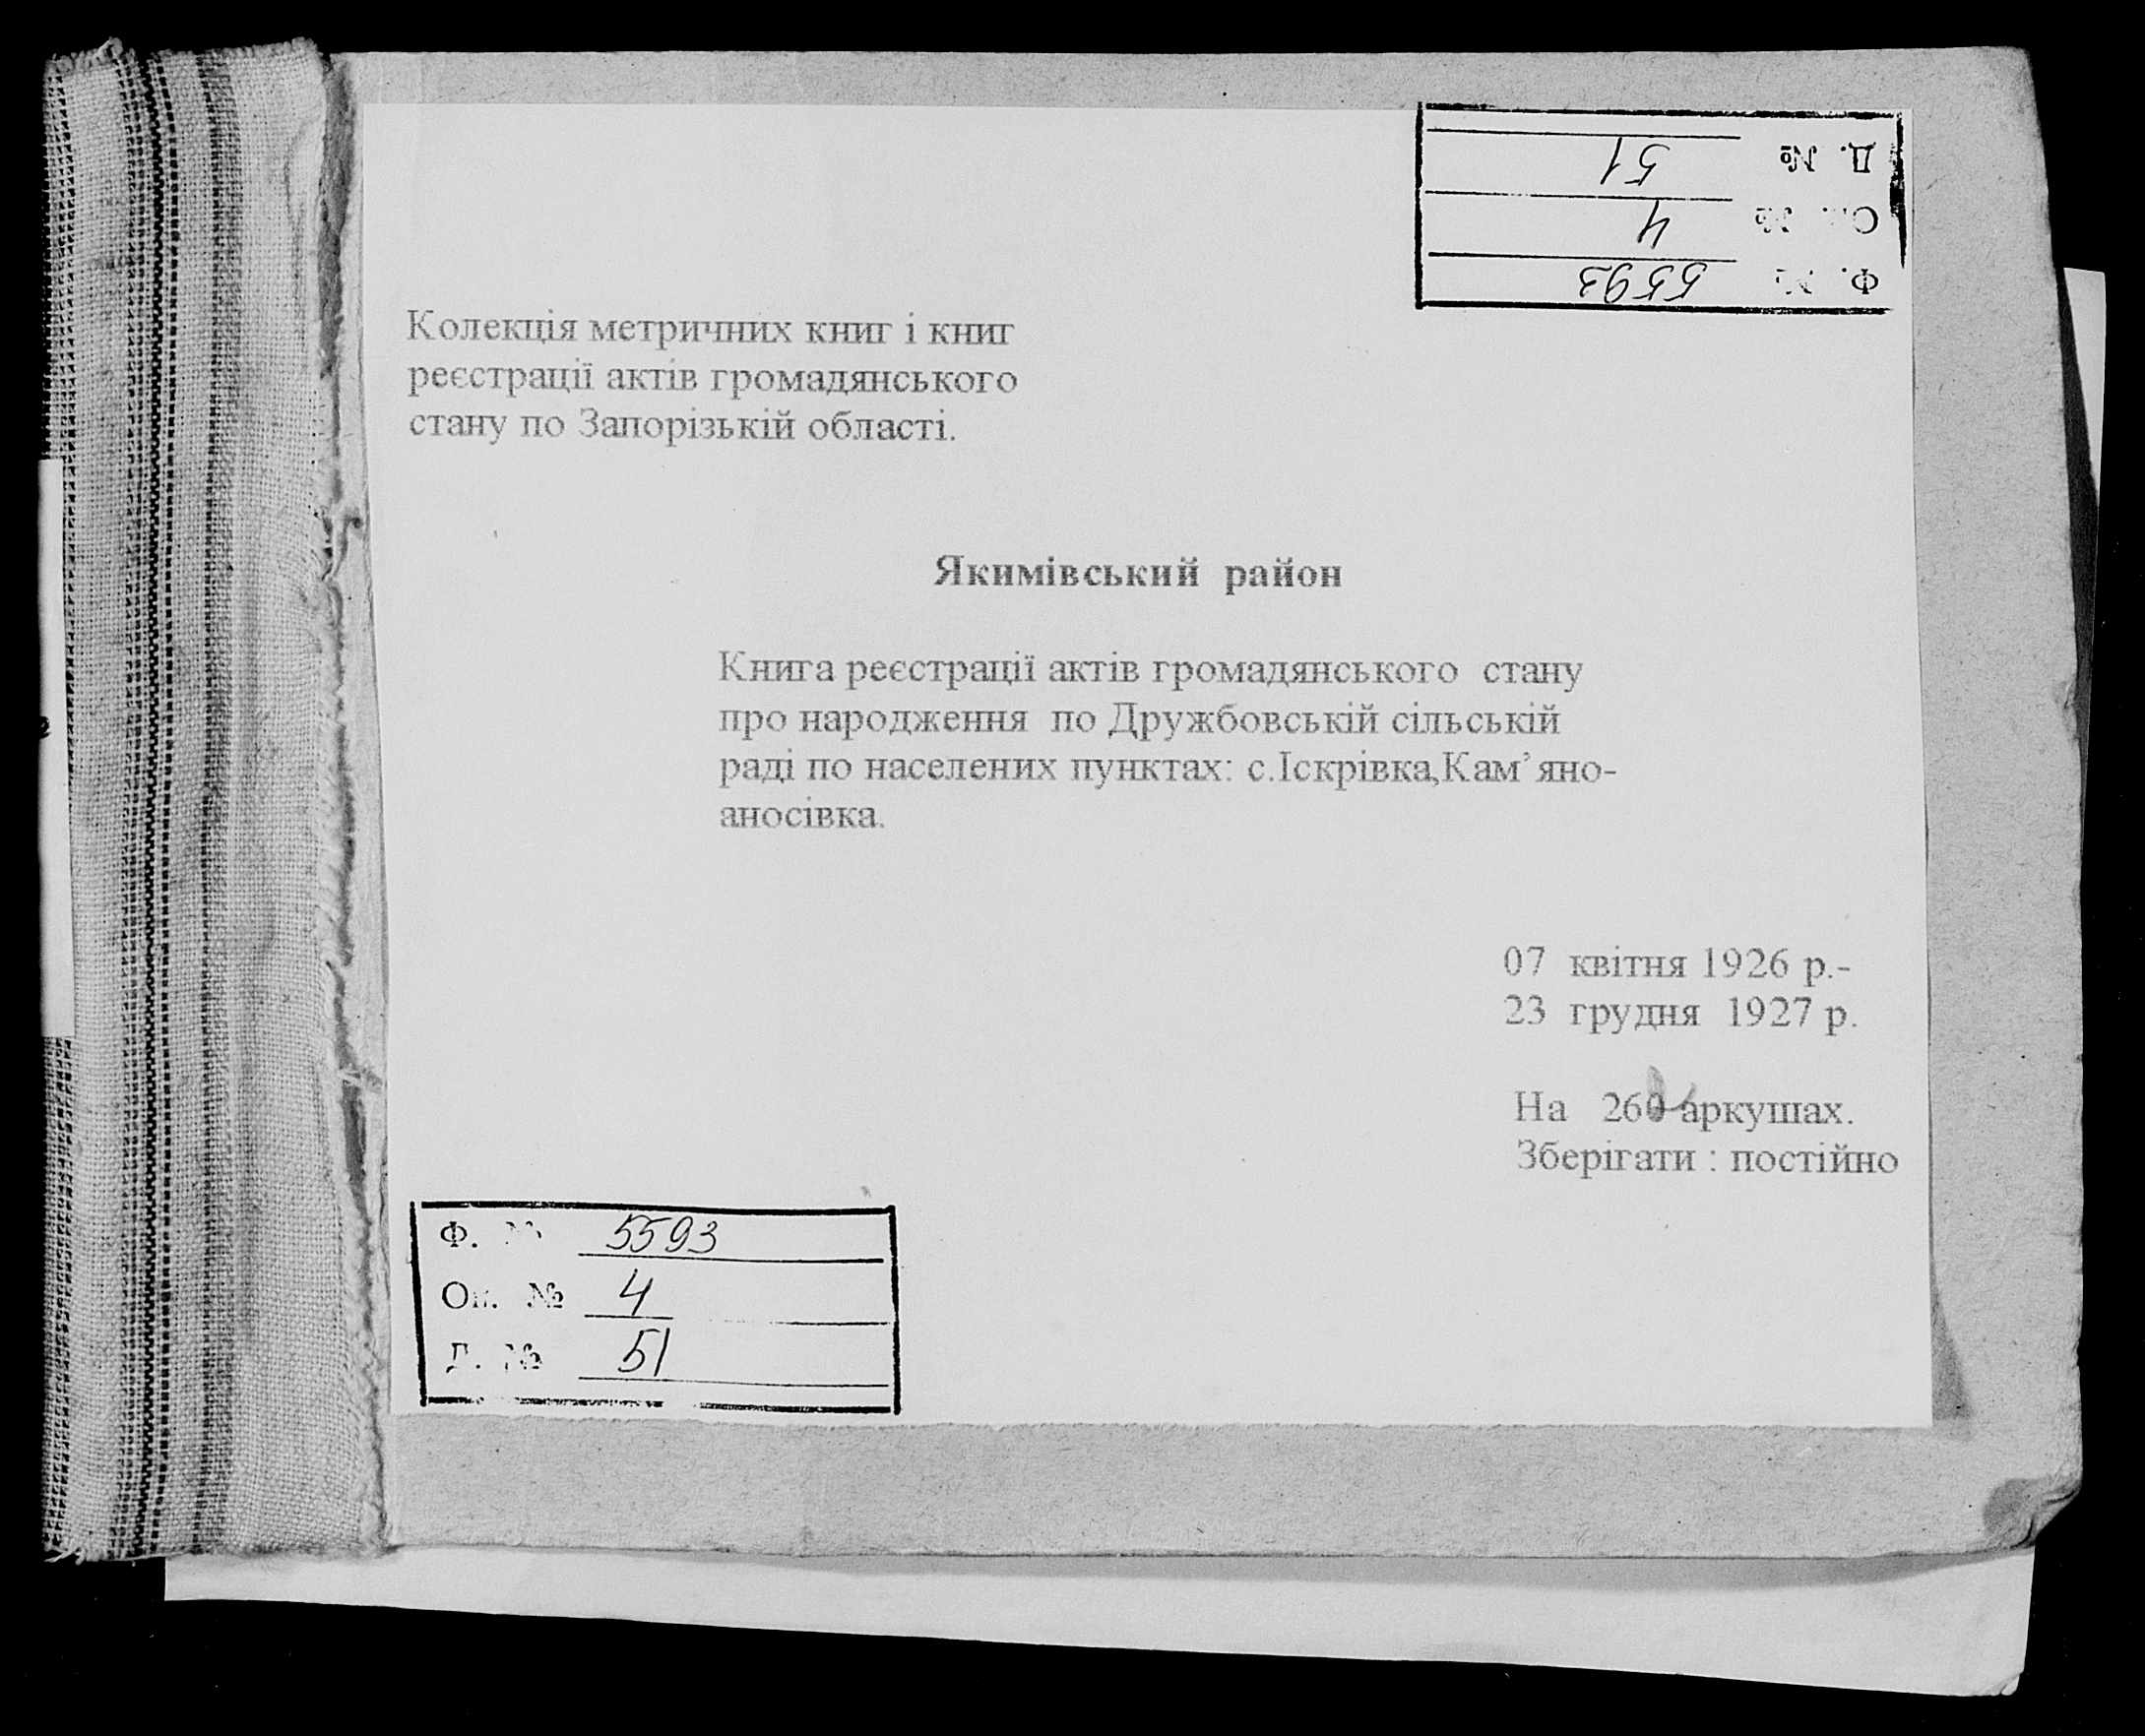 Д. № 51
Оп. № 4
Ф. № 5593
Колекція метричних книг і книг
реєстрації актів громадянського
стану по Запорізькій області.
Якимівський район
Книга реєстрації актів громадянського стану
про народження по Дружбовській сільській
раді по населених пунктах: с.Іскрівка,Кам’яно-
аносівка.
07 квітня 1926 р.-
23 грудня 1927 р.
На аркушах.
Зберігати : постійно
Ф. № 5593
Оп. № 4
Д. № 51